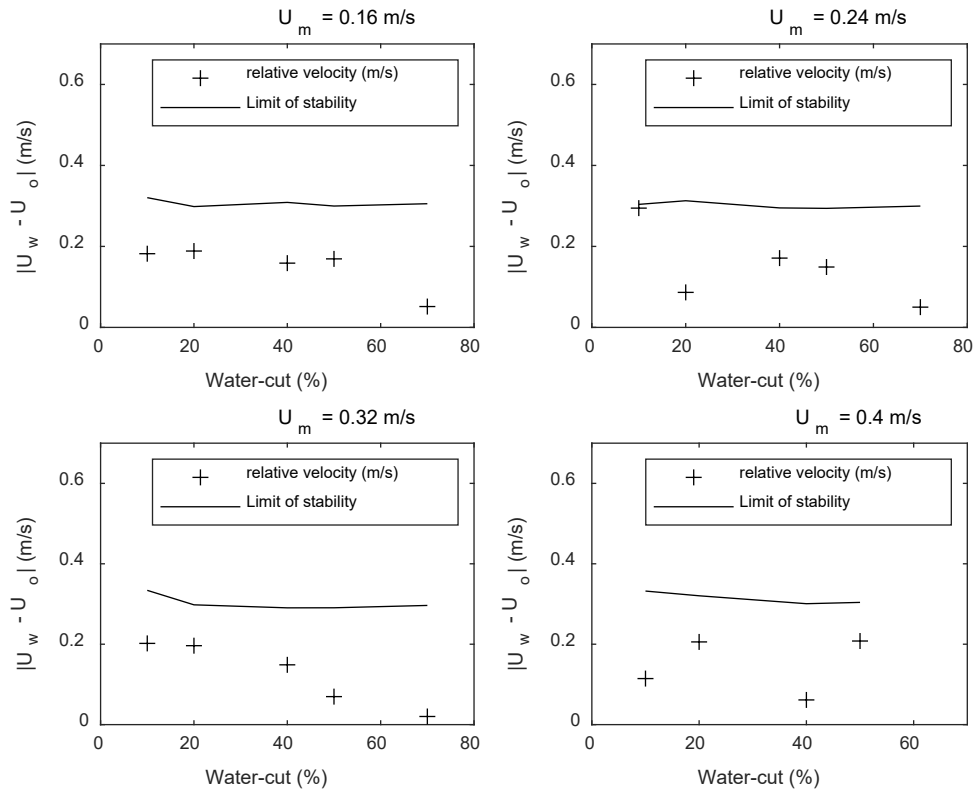 U m = 0.16 m/s
0.6
0.4
0.2
0
relative velocity (m/s)
Limit of stability
|U w - U o| (m/s)
0 20 40 60 80
Water-cut (%)
U m = 0.24 m/s
0.6
0.4
0.2
0
relative velocity (m/s)
Limit of stability
|U w - U o| (m/s)
0 20 40 60 80
Water-cut (%)
U m = 0.32 m/s
0.6
0.4
0.2
0
relative velocity (m/s)
Limit of stability
|U w - U o| (m/s)
0 20 40 60 80
Water-cut (%)
U m = 0.4 m/s
0.6
0.4
0.2
0
relative velocity (m/s)
Limit of stability
|U w - U o| (m/s)
0 20 40 60
Water-cut (%)